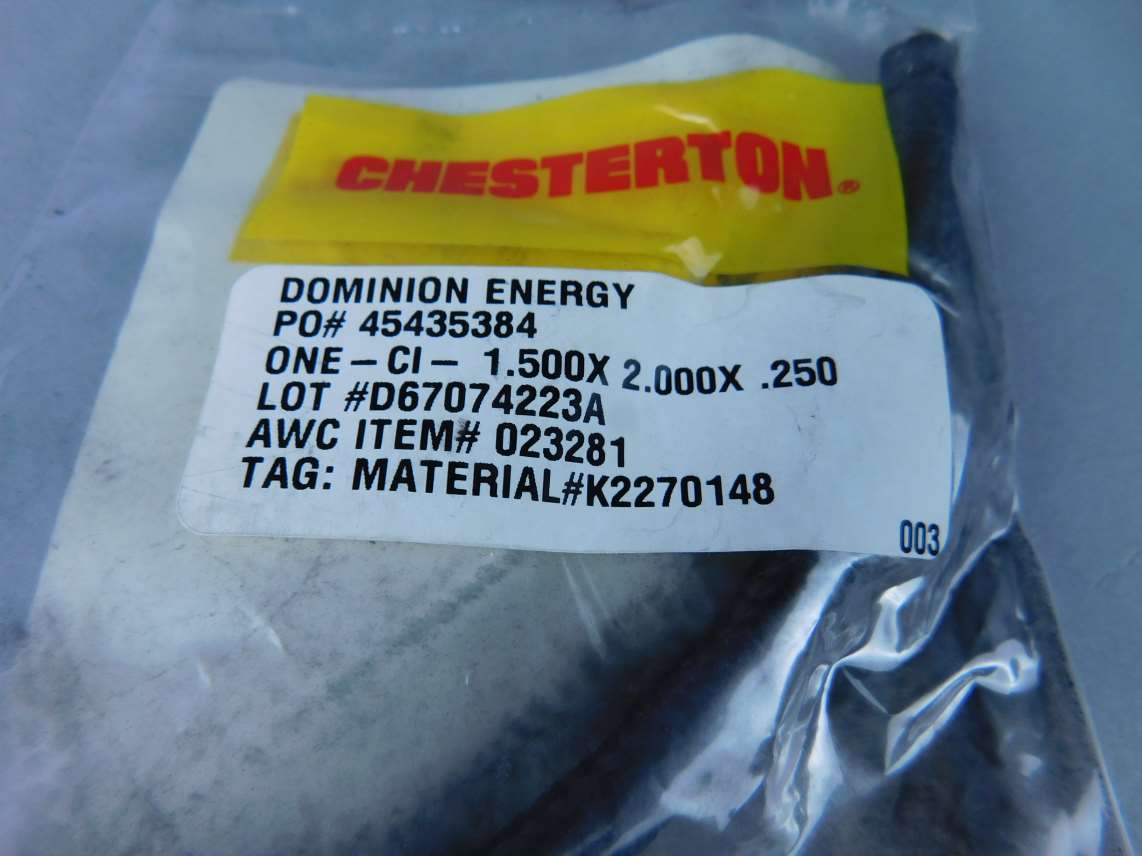 CHESTERTON®
DOMINION ENERGY
PO# 45435384
ONE - CI - 1.500X 2.000X .250
LOT #D67074223A
AWC ITEM# 023281
TAG: MATERIAL#K2270148
003